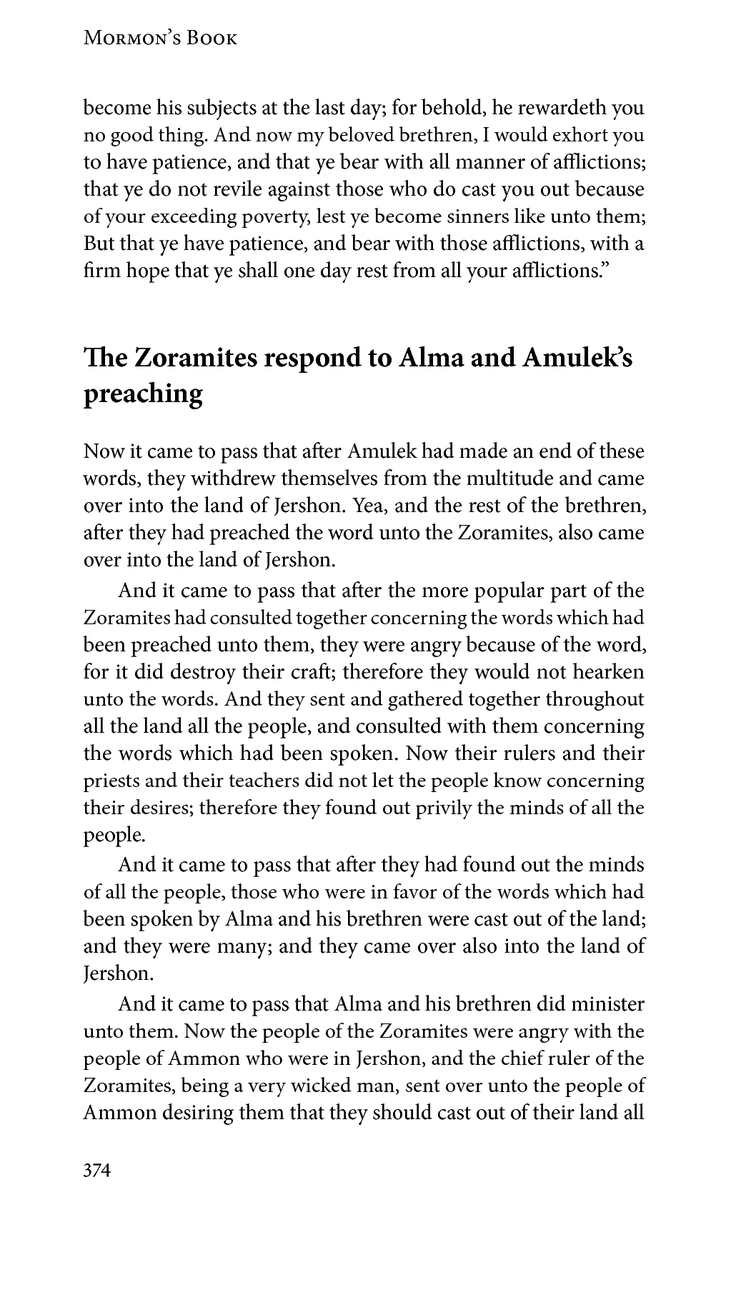 Mormon's Book
become his subjects at the last day; for behold, he rewardeth you
no good thing. And now my beloved brethren, I would exhort you
to have patience, and that ye bear with all manner of afflictions;
that ye do not revile against those who do cast you out because
of your exceeding poverty, lest ye become sinners like unto them;
But that ye have patience, and bear with those afflictions, with a
firm hope that ye shall one day rest from all your afflictions.”
The Zoramites respond to Alma and Amulek’s
preaching
Now it came to pass that after Amulek had made an end of these
words, they withdrew themselves from the multitude and came
over into the land of Jershon. Yea, and the rest of the brethren,
after they had preached the word unto the Zoramites, also came
over into the land of Jershon.
And it came to pass that after the more popular part of the
Zoramites had consulted together concerning the words which had
been preached unto them, they were angry because of the word,
for it did destroy their craft; therefore they would not hearken
unto the words. And they sent and gathered together throughout
all the land all the people, and consulted with them concerning
the words which had been spoken. Now their rulers and their
priests and their teachers did not let the people know concerning
their desires; therefore they found out privily the minds of all the
people.
And it came to pass that after they had found out the minds
of all the people, those who were in favor of the words which had
been spoken by Alma and his brethren were cast out of the land;
and they were many; and they came over also into the land of
Jershon.
And it came to pass that Alma and his brethren did minister
unto them. Now the people of the Zoramites were angry with the
people of Ammon who were in Jershon, and the chief ruler of the
Zoramites, being a very wicked man, sent over unto the people of
Ammon desiring them that they should cast out of their land all
374